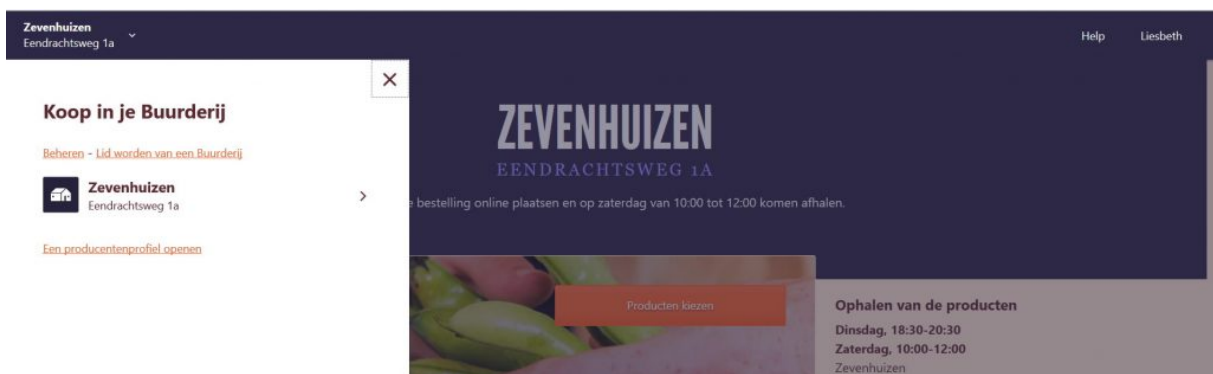 Zevenhuizen
Eendrachtsweg 1a
Help
Liesbeth
Koop in je Buurderij
Beheren - Lid worden van een Buurderij
Zevenhuizen
Eendrachtsweg 1a
Een producentenprofiel openen
ZEVENHUIZEN
EENDRACHTSWEG 1A
bestelling online plaatsen en op zaterdag van 10:00 tot 12:00 komen afhalen.
Producten kiezen
Ophalen van de producten
Dinsdag, 18:30-20:30
Zaterdag, 10:00-12:00
Zevenhuizen